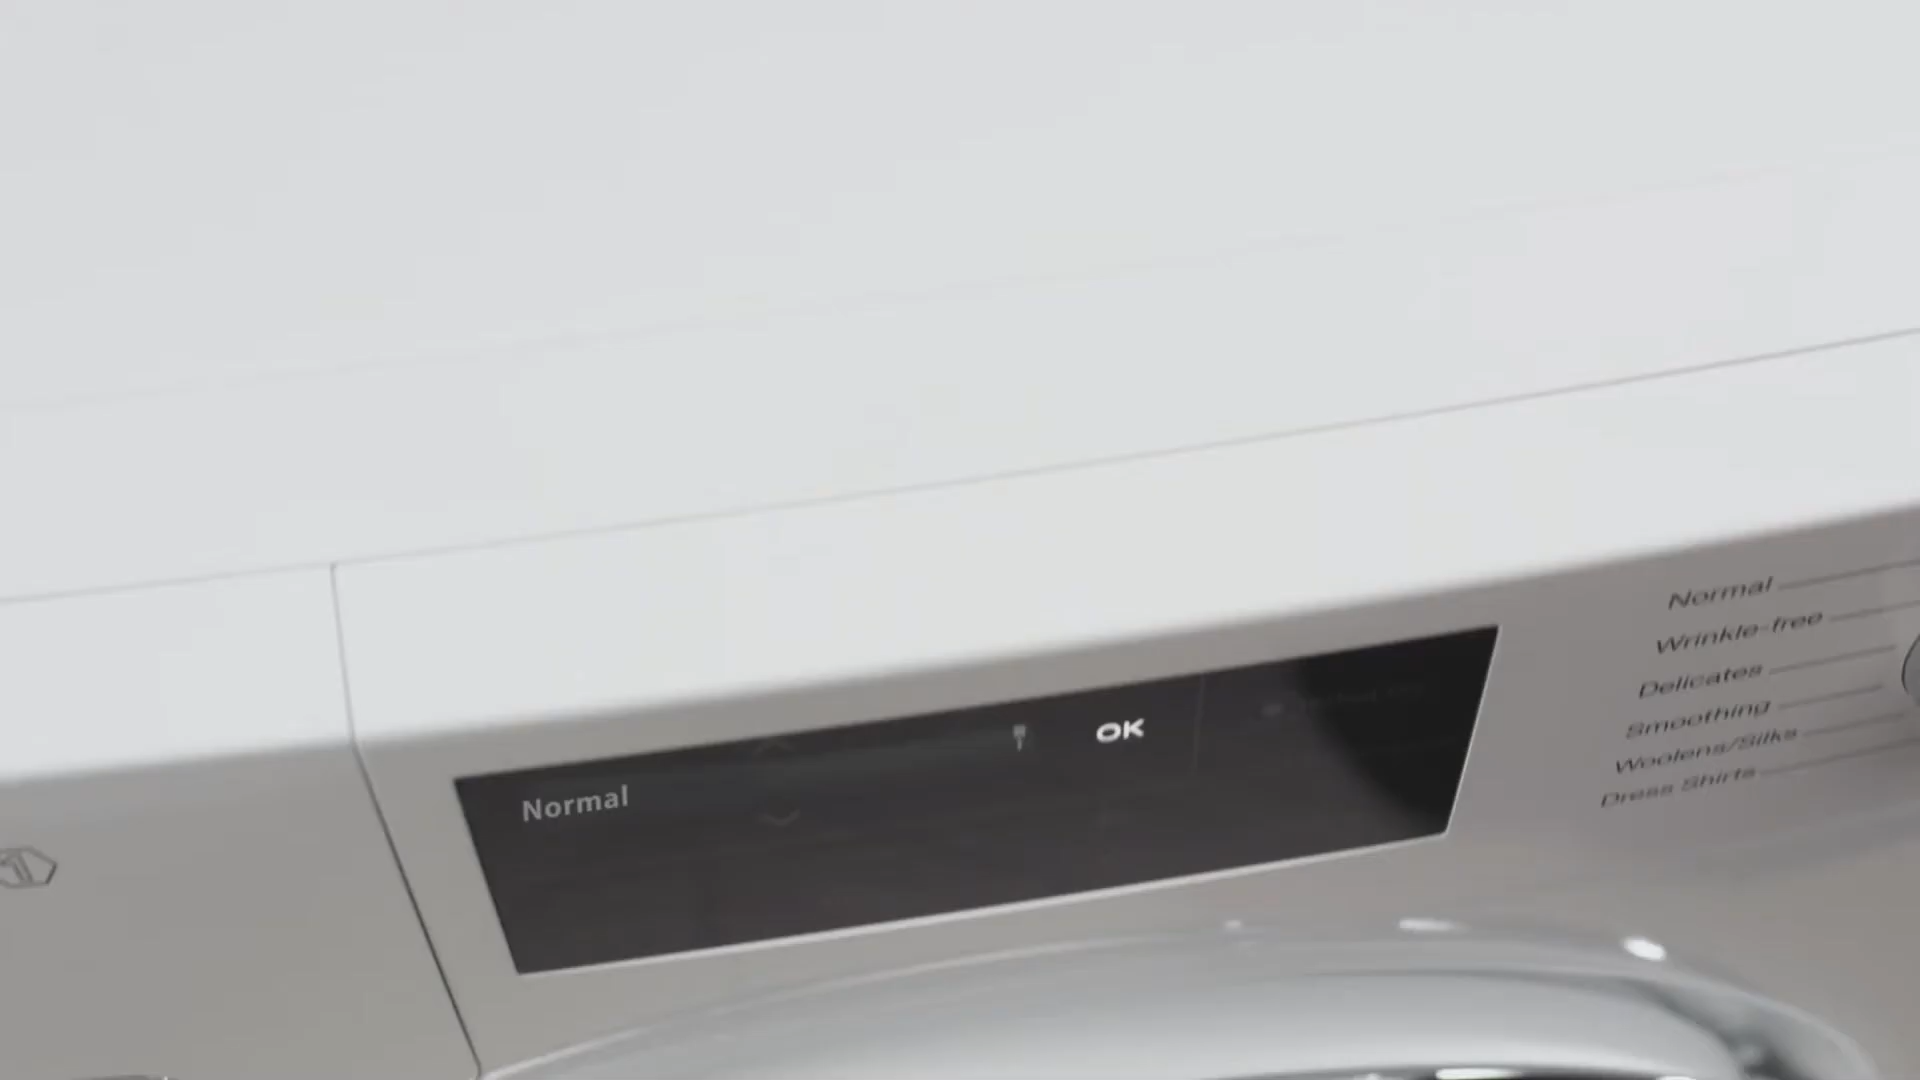 Normal
OK
Normal
Wrinkle-free
Delicates
Smoothing
Woolens/Silks
Dress Shirts